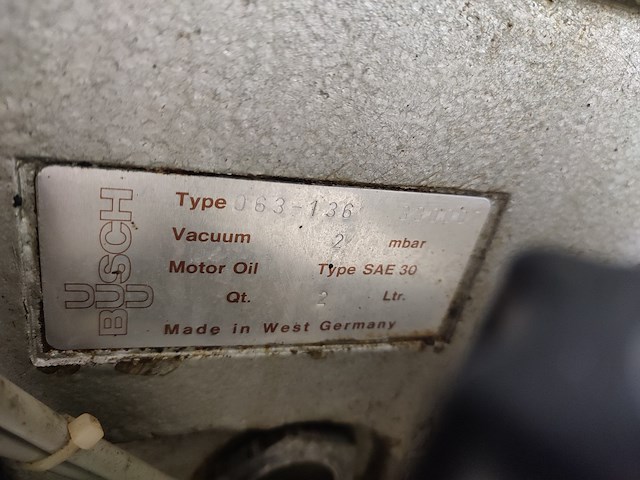 BUSCH
Type 063-136
Vacuum 2 mbar
Motor Oil Type SAE 30
Qt. 2 Ltr.
Made in West Germany